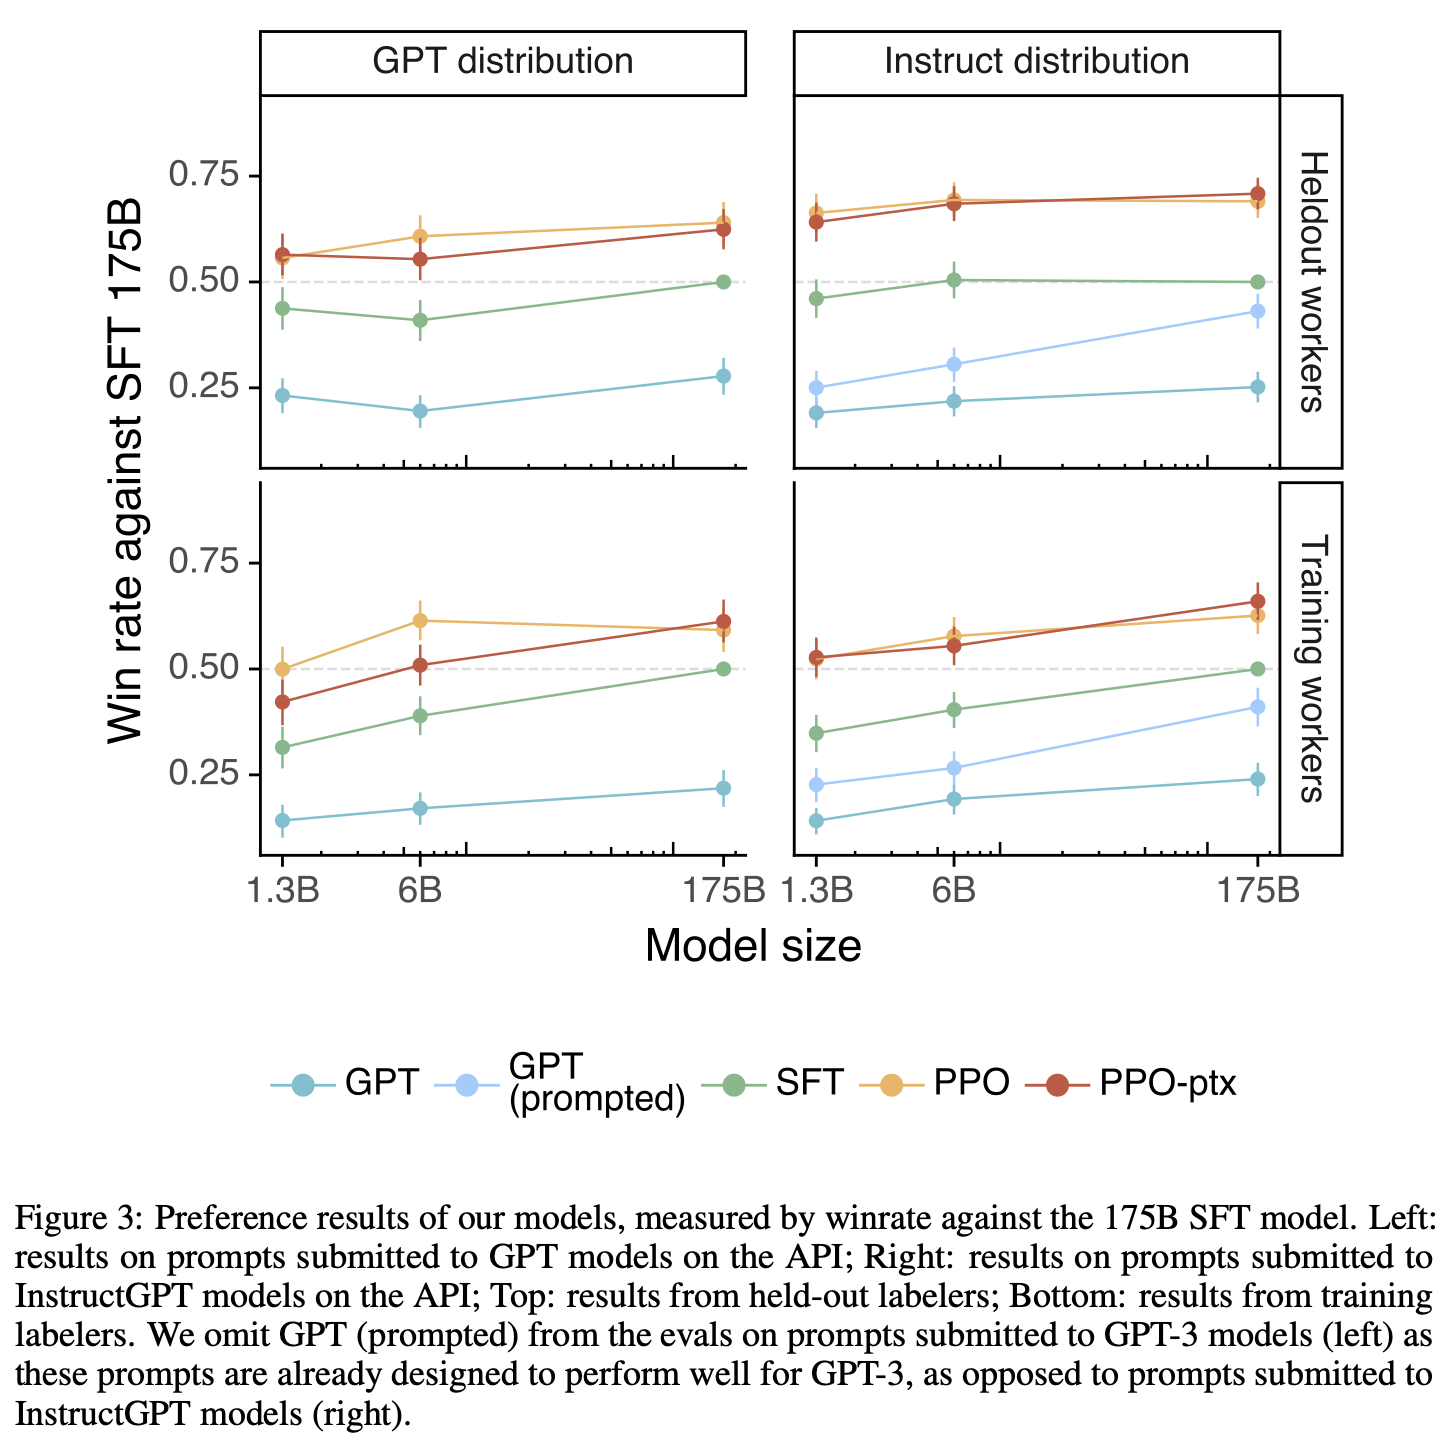 GPT distribution
Instruct distribution
Heldout workers
Training workers
Win rate against SFT 175B
0.75
0.50
0.25
0.75
0.50
0.25
1.3B
6B
175B
1.3B
6B
175B
Model size
GPT
GPT
(prompted)
SFT
PPO
PPO-ptx
Figure 3: Preference results of our models, measured by winrate against the 175B SFT model. Left:
results on prompts submitted to GPT models on the API; Right: results on prompts submitted to
InstructGPT models on the API; Top: results from held-out labelers; Bottom: results from training
labelers. We omit GPT (prompted) from the evals on prompts submitted to GPT-3 models (left) as
these prompts are already designed to perform well for GPT-3, as opposed to prompts submitted to
InstructGPT models (right).